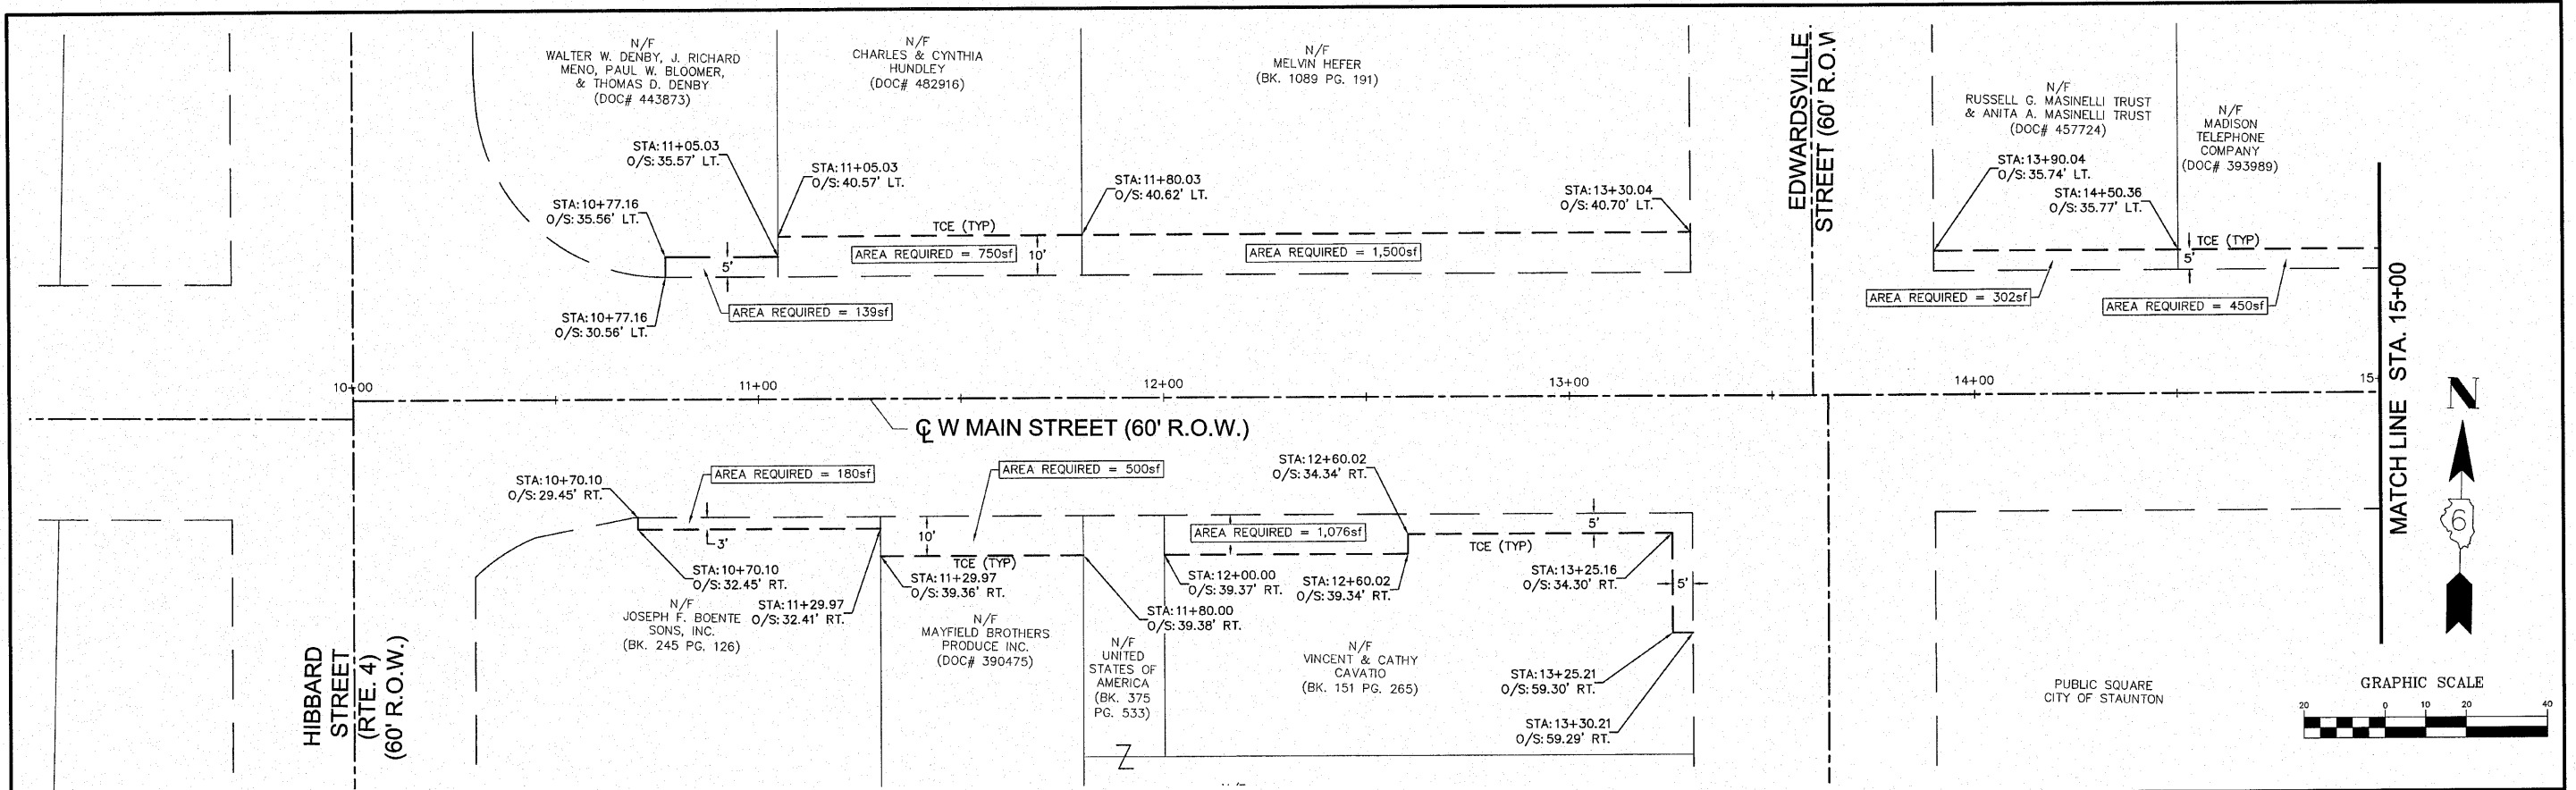 N/F
WALTER W. DENBY, J. RICHARD
MENO, PAUL W. BLOOMER,
& THOMAS D. DENBY
(DOC# 443873)
N/F
CHARLES & CYNTHIA
HUNDLEY
(DOC# 482916)
N/F
MELVIN HEFER
(BK. 1089 PG. 191)
EDWARDSVILLE
STREET (60' R.O.W
N/F
RUSSELL G. MASINELLI TRUST
& ANITA A. MASINELLI TRUST
(DOC# 457724)
N/F
MADISON
TELEPHONE
COMPANY
(DOC# 393989)
STA: 11+05.03
O/S: 35.57' LT.
STA: 11+05.03
O/S: 40.57' LT.
STA: 11+80.03
O/S: 40.62' LT.
STA: 13+30.04
O/S: 40.70' LT.
STA: 13+90.04
O/S: 35.74' LT.
STA: 14+50.36
O/S: 35.77' LT.
STA: 10+77.16
O/S: 35.56' LT.
TCE (TYP)
TCE (TYP)
5'
AREA REQUIRED = 750sf
10'
AREA REQUIRED = 1,500sf
5'
AREA REQUIRED = 139sf
AREA REQUIRED = 302sf
AREA REQUIRED = 450sf
STA: 10+77.16
O/S: 30.56' LT.
10+00
11+00
12+00
13+00
14+00
15
MATCH LINE STA. 15+00
N
℄ W MAIN STREET (60' R.O.W.)
STA: 10+70.10
O/S: 29.45' RT.
AREA REQUIRED = 180sf
AREA REQUIRED = 500sf
STA: 12+60.02
O/S: 34.34' RT.
3'
10'
AREA REQUIRED = 1,076sf
5'
TCE (TYP)
TCE (TYP)
STA: 10+70.10
O/S: 32.45' RT.
STA: 11+29.97
O/S: 39.36' RT.
STA: 12+00.00
O/S: 39.37' RT.
STA: 12+60.02
O/S: 39.34' RT.
STA: 13+25.16
O/S: 34.30' RT.
5'
N/F
JOSEPH F. BOENTE
SONS, INC.
(BK. 245 PG. 126)
STA: 11+29.97
O/S: 32.41' RT.
N/F
MAYFIELD BROTHERS
PRODUCE INC.
(DOC# 390475)
STA: 11+80.00
O/S: 39.38' RT.
N/F
UNITED
STATES OF
AMERICA
(BK. 375
PG. 533)
N/F
VINCENT & CATHY
CAVATIO
(BK. 151 PG. 265)
STA: 13+25.21
O/S: 59.30' RT.
STA: 13+30.21
O/S: 59.29' RT.
HIBBARD
STREET
(RTE. 4)
(60' R.O.W.)
PUBLIC SQUARE
CITY OF STAUNTON
6
GRAPHIC SCALE
20 0 10 20 40